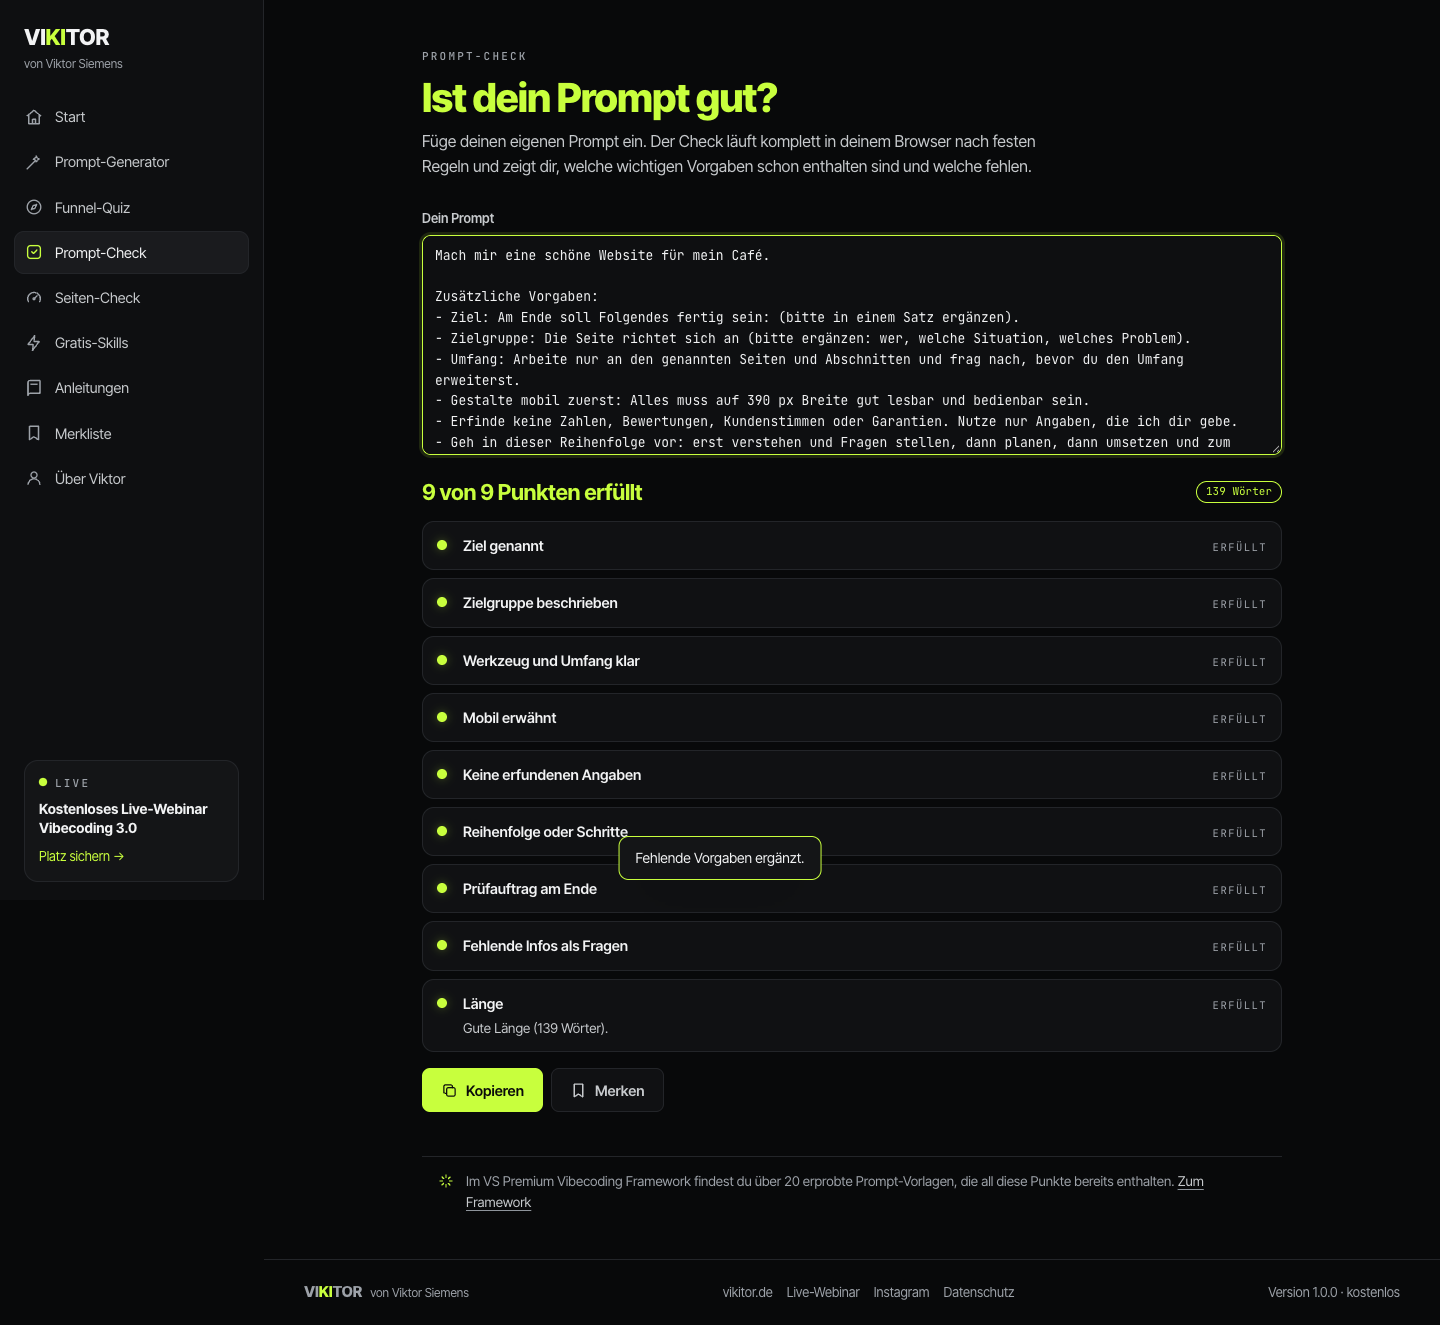 VIKITOR
von Viktor Siemens
Start
Prompt-Generator
Funnel-Quiz
Prompt-Check
Seiten-Check
Gratis-Skills
Anleitungen
Merkliste
Über Viktor
LIVE
Kostenloses Live-Webinar
Vibecoding 3.0
Platz sichern →
PROMPT-CHECK
Ist dein Prompt gut?
Füge deinen eigenen Prompt ein. Der Check läuft komplett in deinem Browser nach festen
Regeln und zeigt dir, welche wichtigen Vorgaben schon enthalten sind und welche fehlen.
Dein Prompt
Mach mir eine schöne Website für mein Café.
Zusätzliche Vorgaben:
- Ziel: Am Ende soll Folgendes fertig sein: (bitte in einem Satz ergänzen).
- Zielgruppe: Die Seite richtet sich an (bitte ergänzen: wer, welche Situation, welches Problem).
- Umfang: Arbeite nur an den genannten Seiten und Abschnitten und frag nach, bevor du den Umfang
erweiterst.
- Gestalte mobil zuerst: Alles muss auf 390 px Breite gut lesbar und bedienbar sein.
- Erfinde keine Zahlen, Bewertungen, Kundenstimmen oder Garantien. Nutze nur Angaben, die ich dir gebe.
- Geh in dieser Reihenfolge vor: erst verstehen und Fragen stellen, dann planen, dann umsetzen und zum
9 von 9 Punkten erfüllt
139 Wörter
Ziel genannt
ERFÜLLT
Zielgruppe beschrieben
ERFÜLLT
Werkzeug und Umfang klar
ERFÜLLT
Mobil erwähnt
ERFÜLLT
Keine erfundenen Angaben
ERFÜLLT
Reihenfolge oder Schritte
ERFÜLLT
Fehlende Vorgaben ergänzt.
Prüfauftrag am Ende
ERFÜLLT
Fehlende Infos als Fragen
ERFÜLLT
Länge
ERFÜLLT
Gute Länge (139 Wörter).
Kopieren
Merken
Im VS Premium Vibecoding Framework findest du über 20 erprobte Prompt-Vorlagen, die all diese Punkte bereits enthalten. Zum
Framework
VIKITOR von Viktor Siemens
vikitor.de Live-Webinar Instagram Datenschutz
Version 1.0.0 · kostenlos